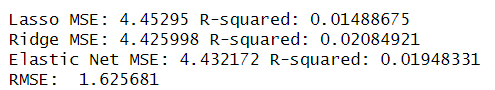 Lasso MSE: 4.45295 R-squared: 0.01488675
Ridge MSE: 4.425998 R-squared: 0.02084921
Elastic Net MSE: 4.432172 R-squared: 0.01948331
RMSE:  1.625681